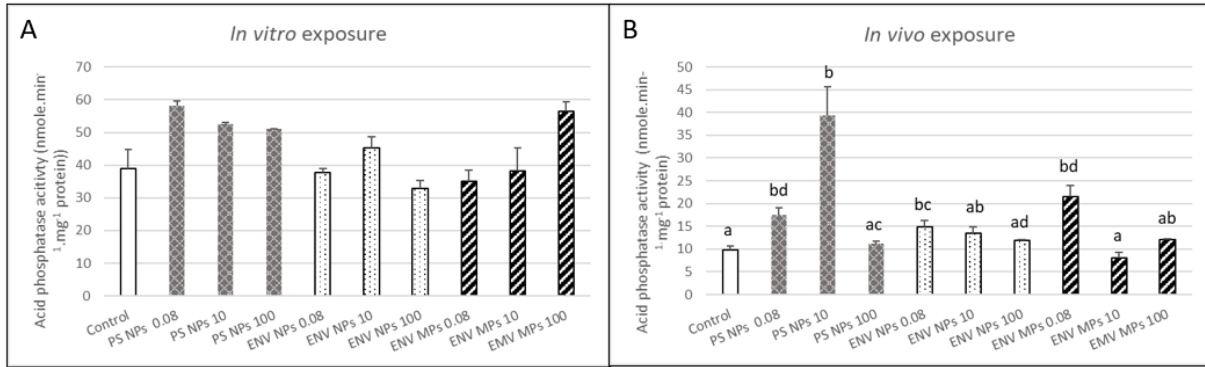 A
In vitro exposure
Acid phosphatase acitivty (nmole.min-
1.mg-1 protein))
70
60
50
40
30
20
10
0
Control
PS NPs 0.08
PS NPs 10
PS NPs 100
ENV NPs 0.08
ENV NPs 10
ENV NPs 100
ENV MPs 0.08
ENV MPs 10
EMV MPS 100
B
In vivo exposure
Acid phosphatase activity (nmole.min-
1.mg-1 protein)
50
45
40
35
30
25
20
15
10
5
0
a
bd
b
ac
bc
ab
ad
bd
a
ab
Control
PS NPs 0.08
PS NPs 10
PS NPs 100
ENV NPs 0.08
ENV NPs 10
ENV NPs 100
ENV MPs 0.08
ENV MPs 10
EMV MPs 100